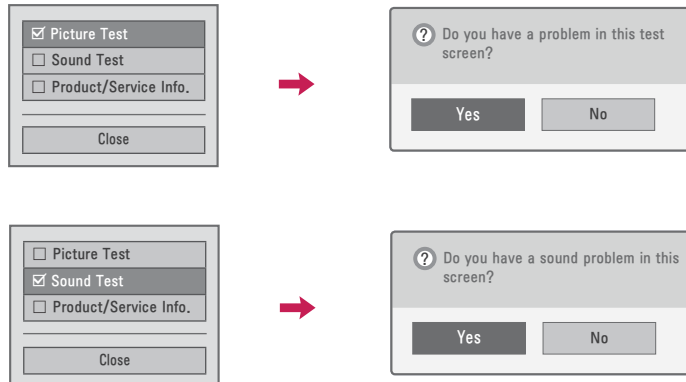 Picture Test
Sound Test
Product/Service Info.
Close
Do you have a problem in this test
screen?
Yes No
Picture Test
Sound Test
Product/Service Info.
Close
Do you have a sound problem in this
screen?
Yes No